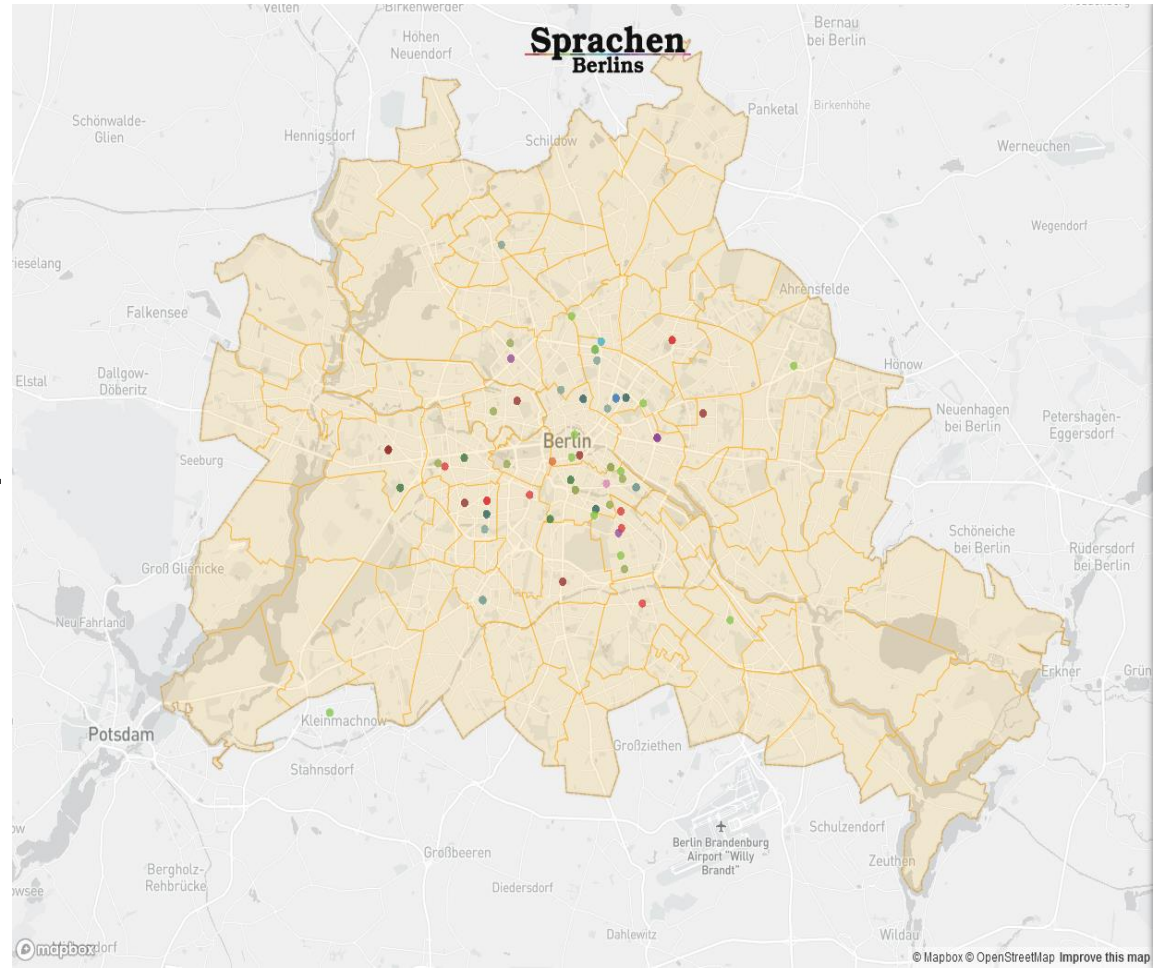 Velten
Birkenwerder
Bernau
bei Berlin
Höhen
Neuendorf
Sprachen
Berlins
Schönwalde-
Glien
Hennigsdorf
Schildow
Panketal
Birkenhöhe
Werneuchen
Wegendorf
ieselang
Falkensee
Ahrensfelde
Elstal
Dallgow-
Döberitz
Hönow
Neuenhagen
bei Berlin
Petershagen-
Eggersdorf
Seeburg
Berlin
Schöneiche
bei Berlin
Rüdersdorf
bei Berlin
Groß Glienicke
Neu Fahrland
Erkner
Grün
Potsdam
Kleinmachnow
Stahnsdorf
Großziethen
Berlin Brandenburg
Airport "Willy
Brandt"
Schulzendorf
Zeuthen
Großbeeren
Bergholz-
Rehbrücke
Diedersdorf
Dahlewitz
Wildau
mapbox
© Mapbox © OpenStreetMap Improve this map